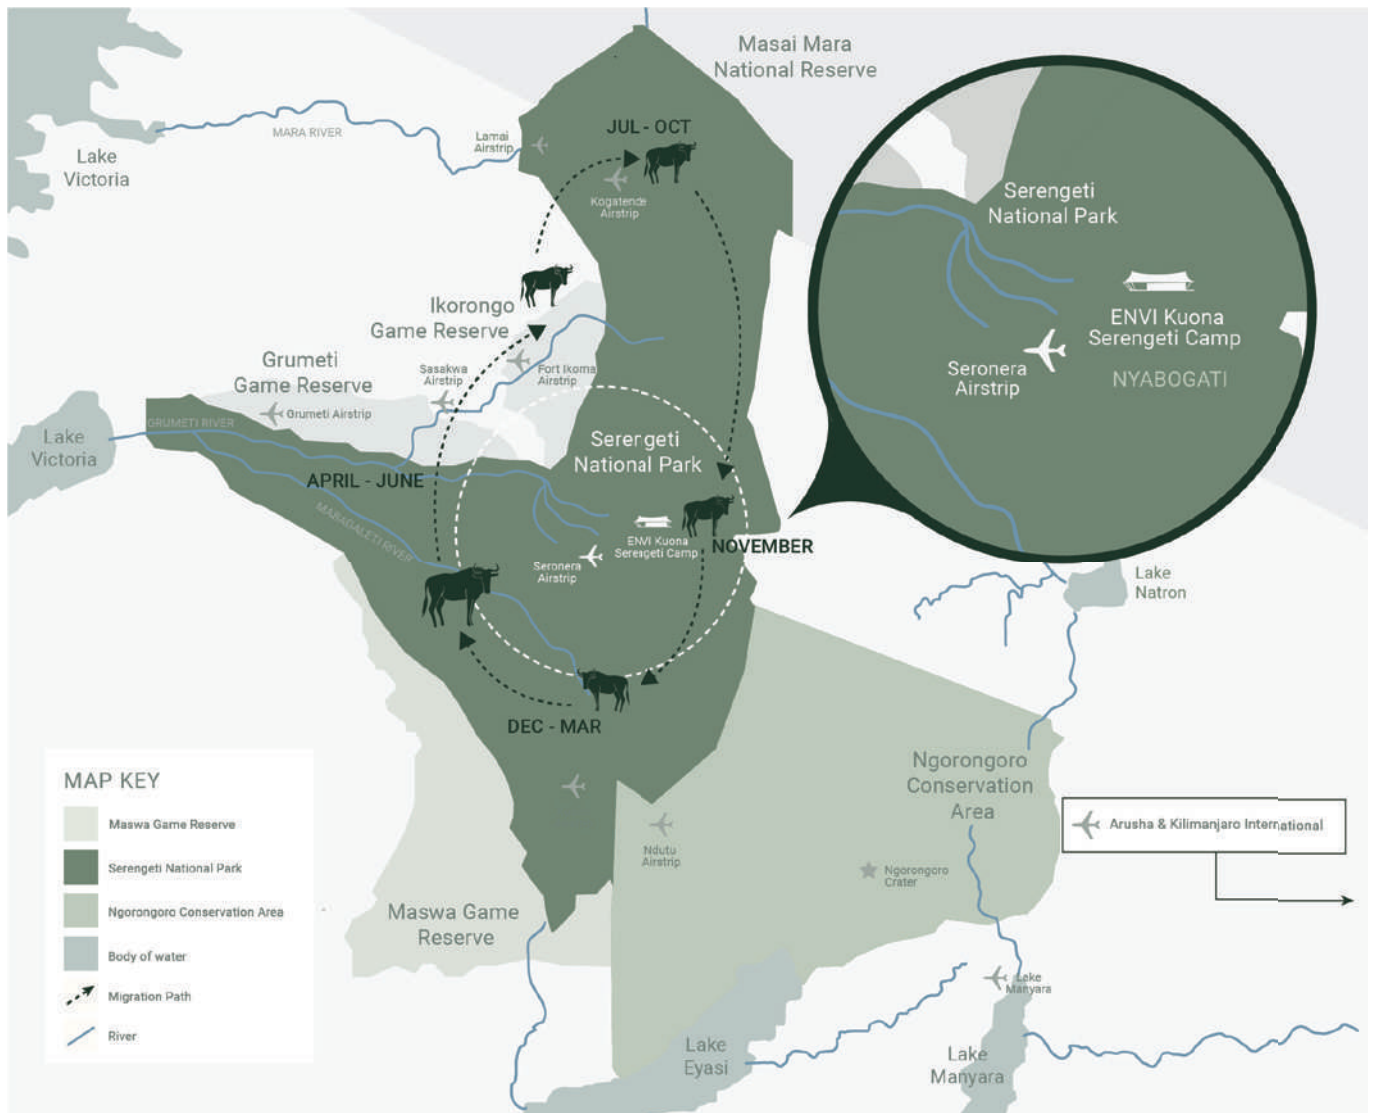 Masai Mara
National Reserve
JUL - OCT
MARA RIVER
Lamai
Airstrip
Lake
Victoria
Kogatende
Airstrip
Serengeti
National Park
ENVI Kuona
Serengeti Camp
Seronera
Airstrip
NYABOGATI
Ikorongo
Game Reserve
Grumeti
Game Reserve
Sasakwa
Airstrip
Fort Ikoma
Airstrip
Grumeti Airstrip
GRUMETI RIVER
Lake
Victoria
Serengeti
National Park
APRIL - JUNE
MARAGALETI RIVER
ENVI Kuona
Serengeti Camp
NOVEMBER
Seronera
Airstrip
Lake
Natron
DEC - MAR
Ngorongoro
Conservation
Area
Arusha & Kilimanjaro International
Ndutu
Airstrip
Ngorongoro
Crater
Maswa Game
Reserve
Lake
Manyara
Lake
Eyasi
Lake
Manyara
MAP KEY
Maswa Game Reserve
Serengeti National Park
Ngorongoro Conservation Area
Body of water
Migration Path
River